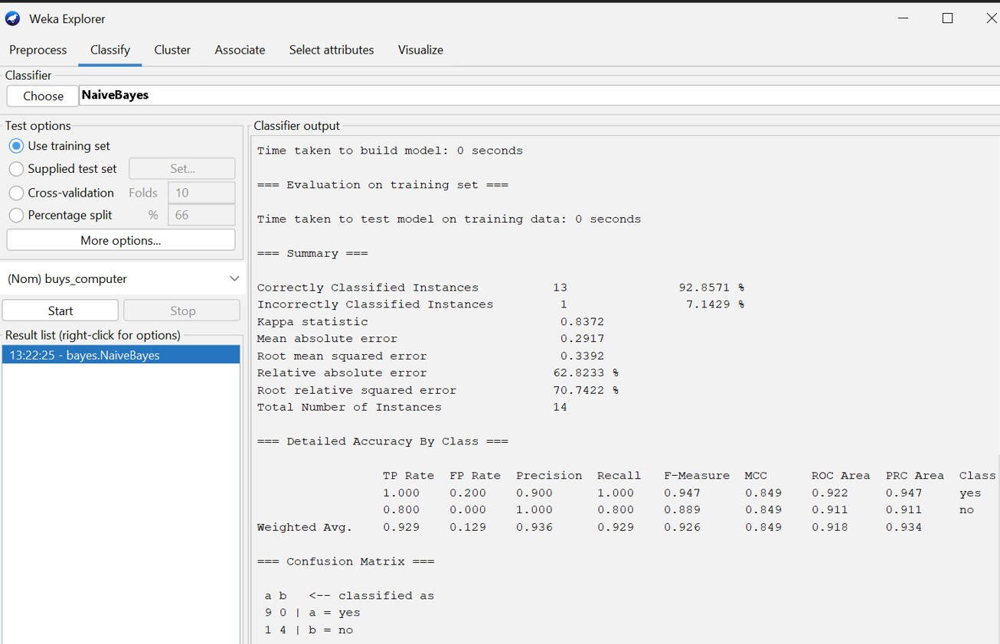 Weka Explorer
Preprocess Classify Cluster Associate Select attributes Visualize
Classifier
Choose NaiveBayes
Test options
Use training set
Supplied test set Set...
Cross-validation Folds 10
Percentage split % 66
More options...
(Nom) buys_computer
Start Stop
Result list (right-click for options)
13:22:25 - bayes.NaiveBayes
Classifier output
Time taken to build model: 0 seconds
=== Evaluation on training set ===
Time taken to test model on training data: 0 seconds
=== Summary ===
Correctly Classified Instances 13 92.8571 %
Incorrectly Classified Instances 1 7.1429 %
Kappa statistic 0.8372
Mean absolute error 0.2917
Root mean squared error 0.3392
Relative absolute error 62.8233 %
Root relative squared error 70.7422 %
Total Number of Instances 14
=== Detailed Accuracy By Class ===
TP Rate FP Rate Precision Recall F-Measure MCC ROC Area PRC Area Class
1.000 0.200 0.900 1.000 0.947 0.849 0.922 0.947 yes
0.800 0.000 1.000 0.800 0.889 0.849 0.911 0.911 no
Weighted Avg. 0.929 0.129 0.936 0.929 0.926 0.849 0.918 0.934
=== Confusion Matrix ===
a b <-- classified as
9 0 | a = yes
1 4 | b = no